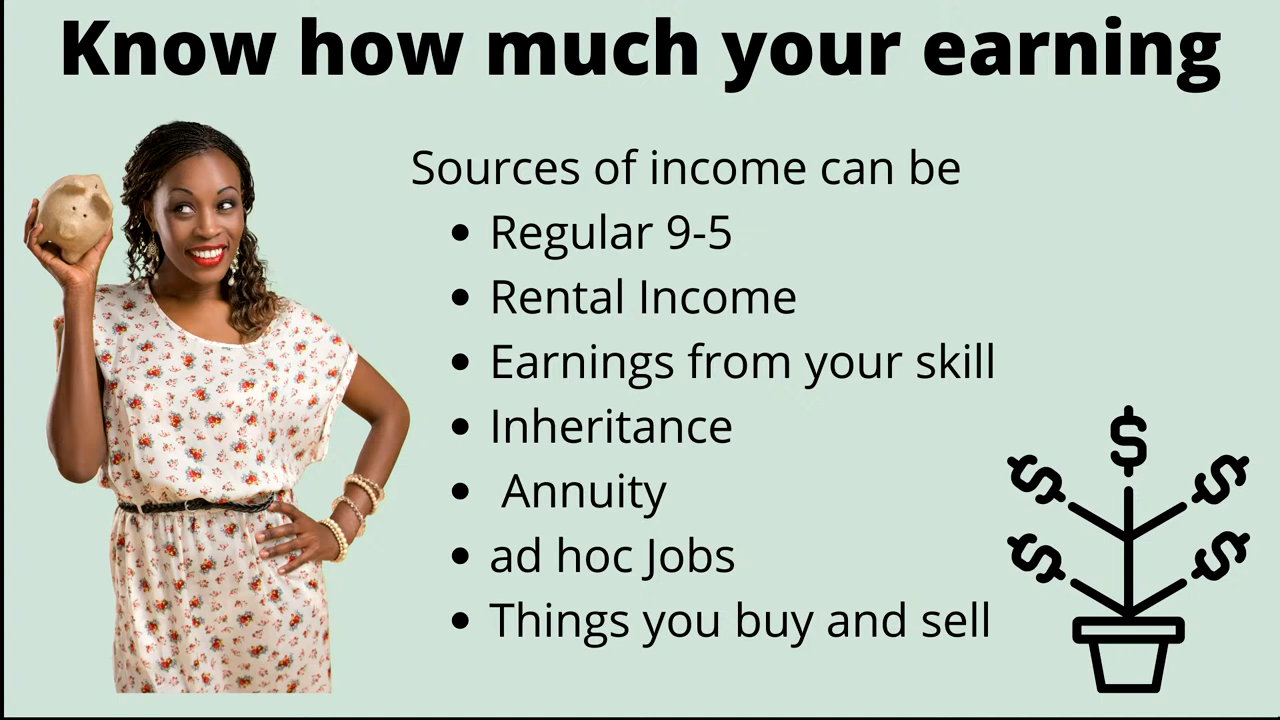 Know how much your earning
Sources of income can be
• Regular 9-5
• Rental Income
• Earnings from your skill
• Inheritance
• Annuity
• ad hoc Jobs
• Things you buy and sell
$
$
$
$
$